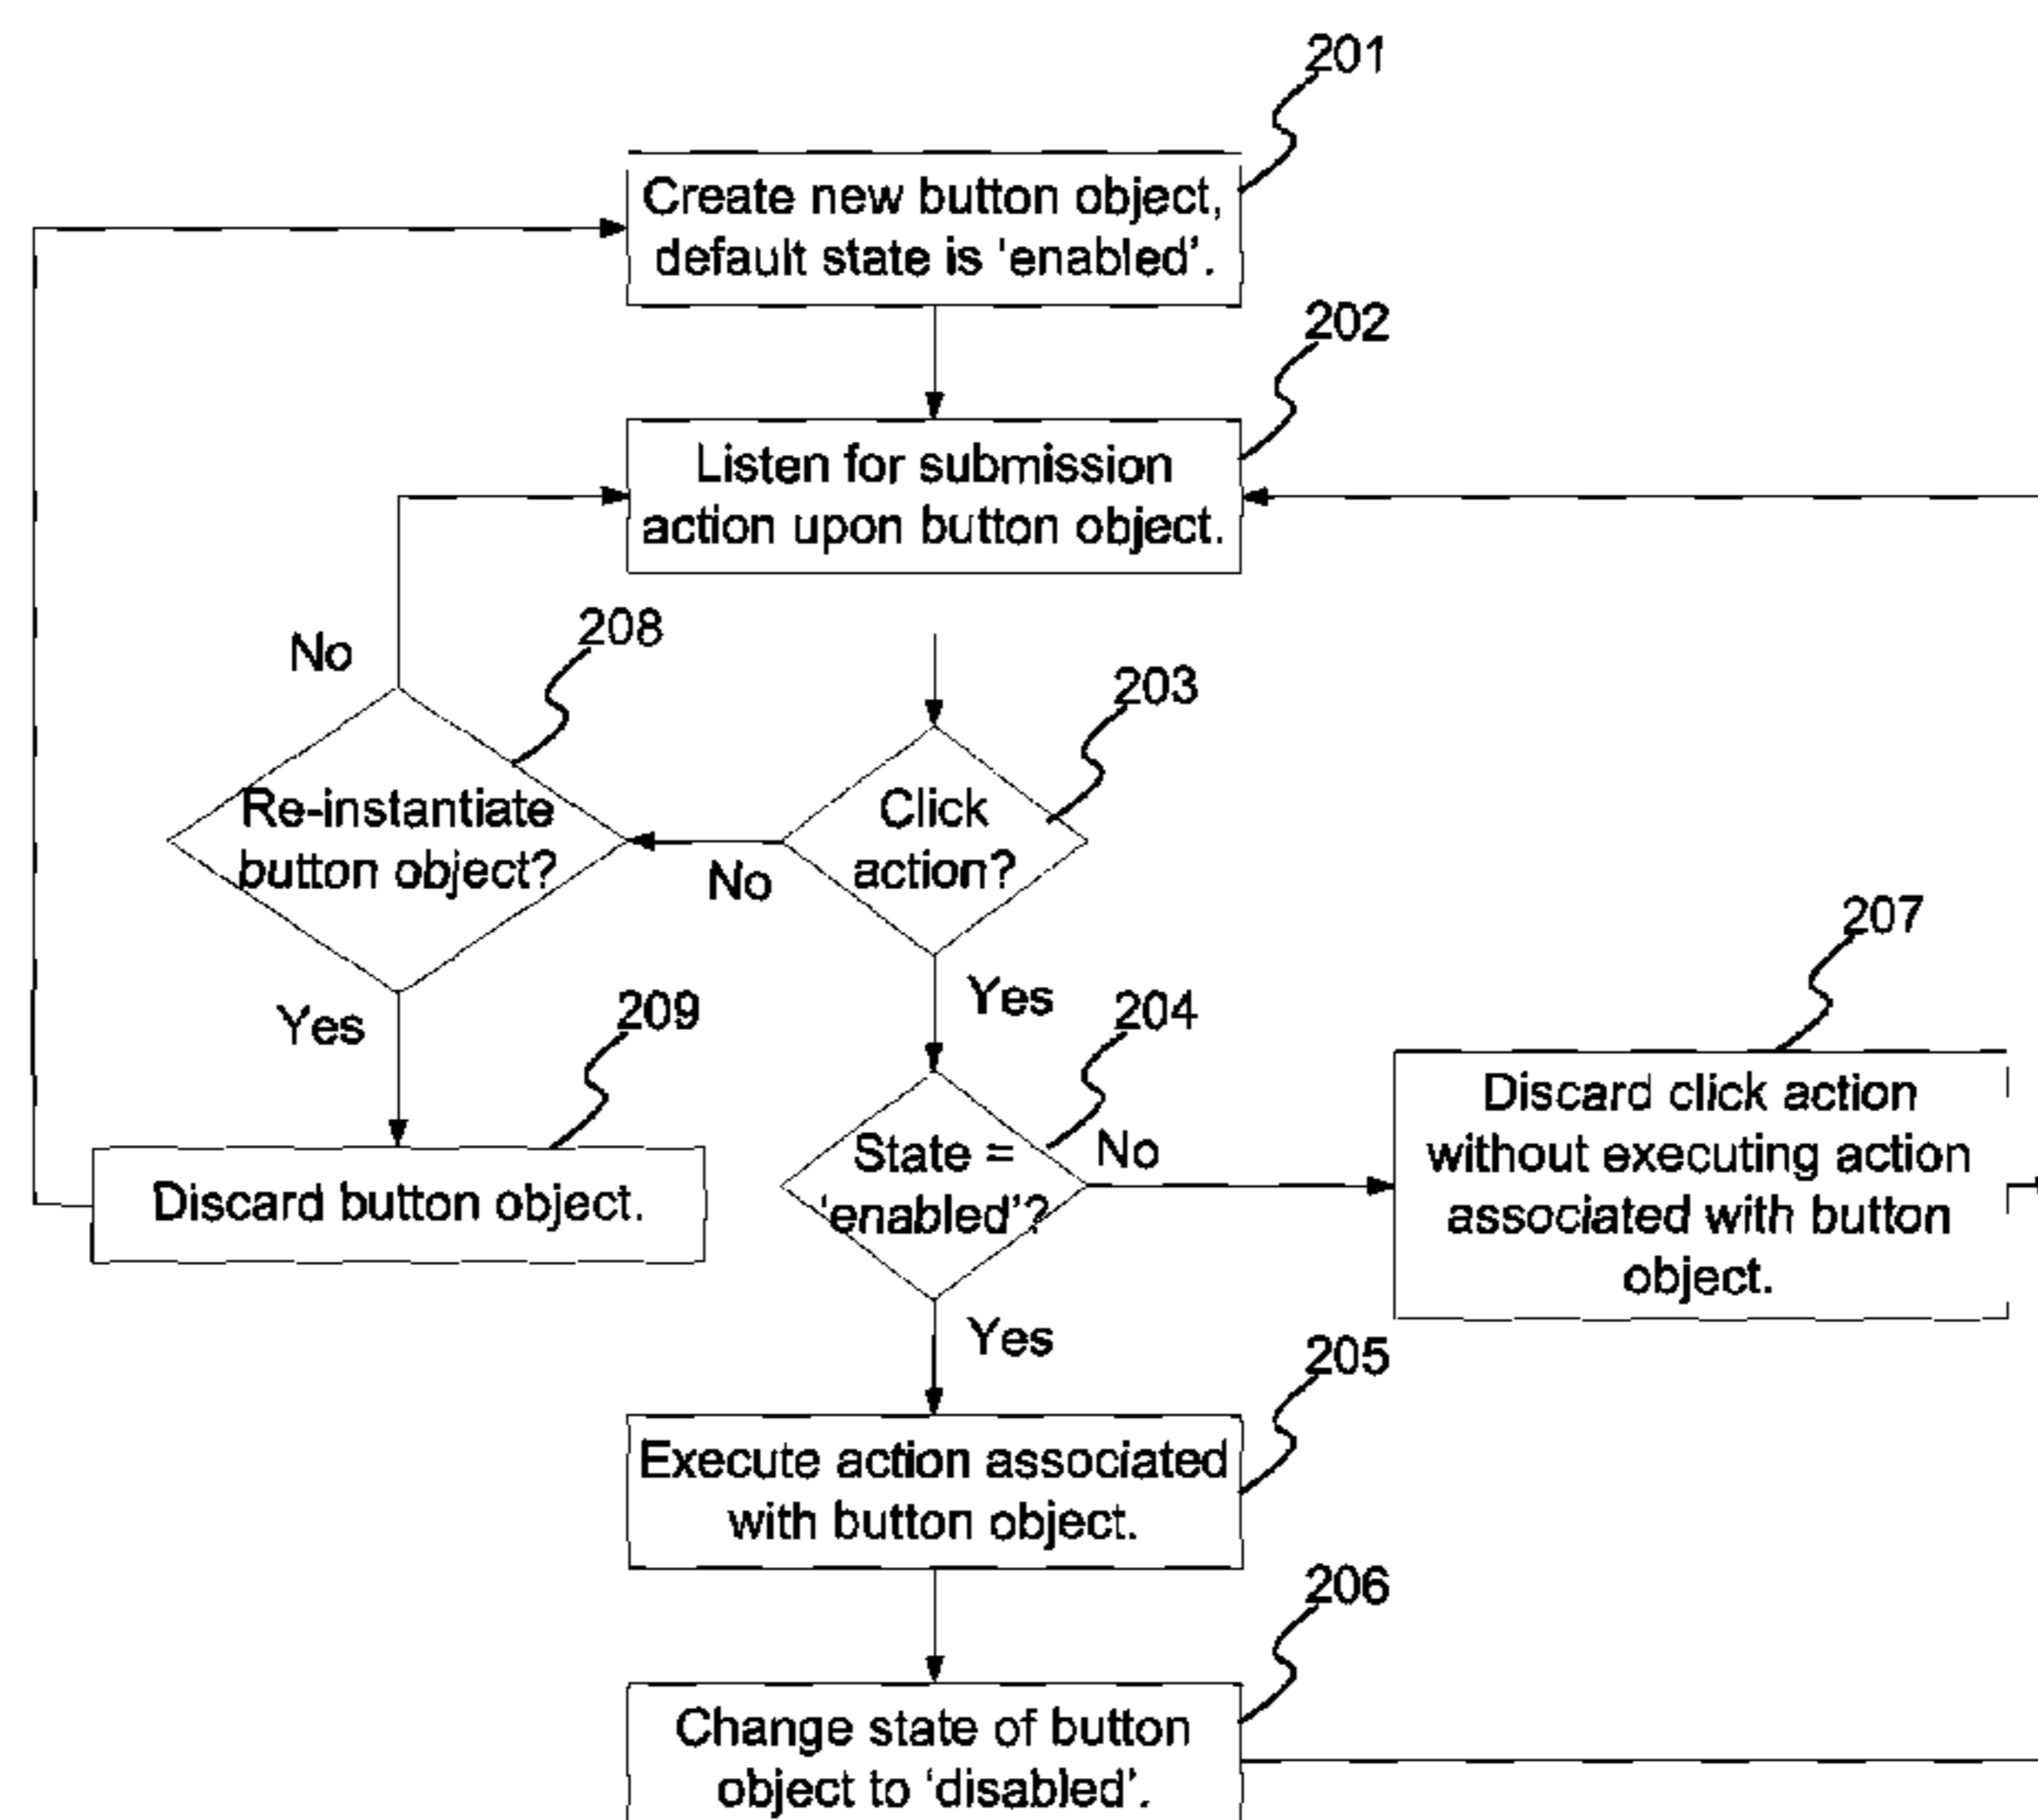 201
Create new button object,
default state is 'enabled'.
202
Listen for submission
action upon button object.
No
208
203
Re-instantiate
button object?
Click
action?
No
207
Yes
Yes
209
204
Discard button object.
State =
'enabled'?
No
Discard click action
without executing action
associated with button
object.
Yes
205
Execute action associated
with button object.
206
Change state of button
object to 'disabled'.